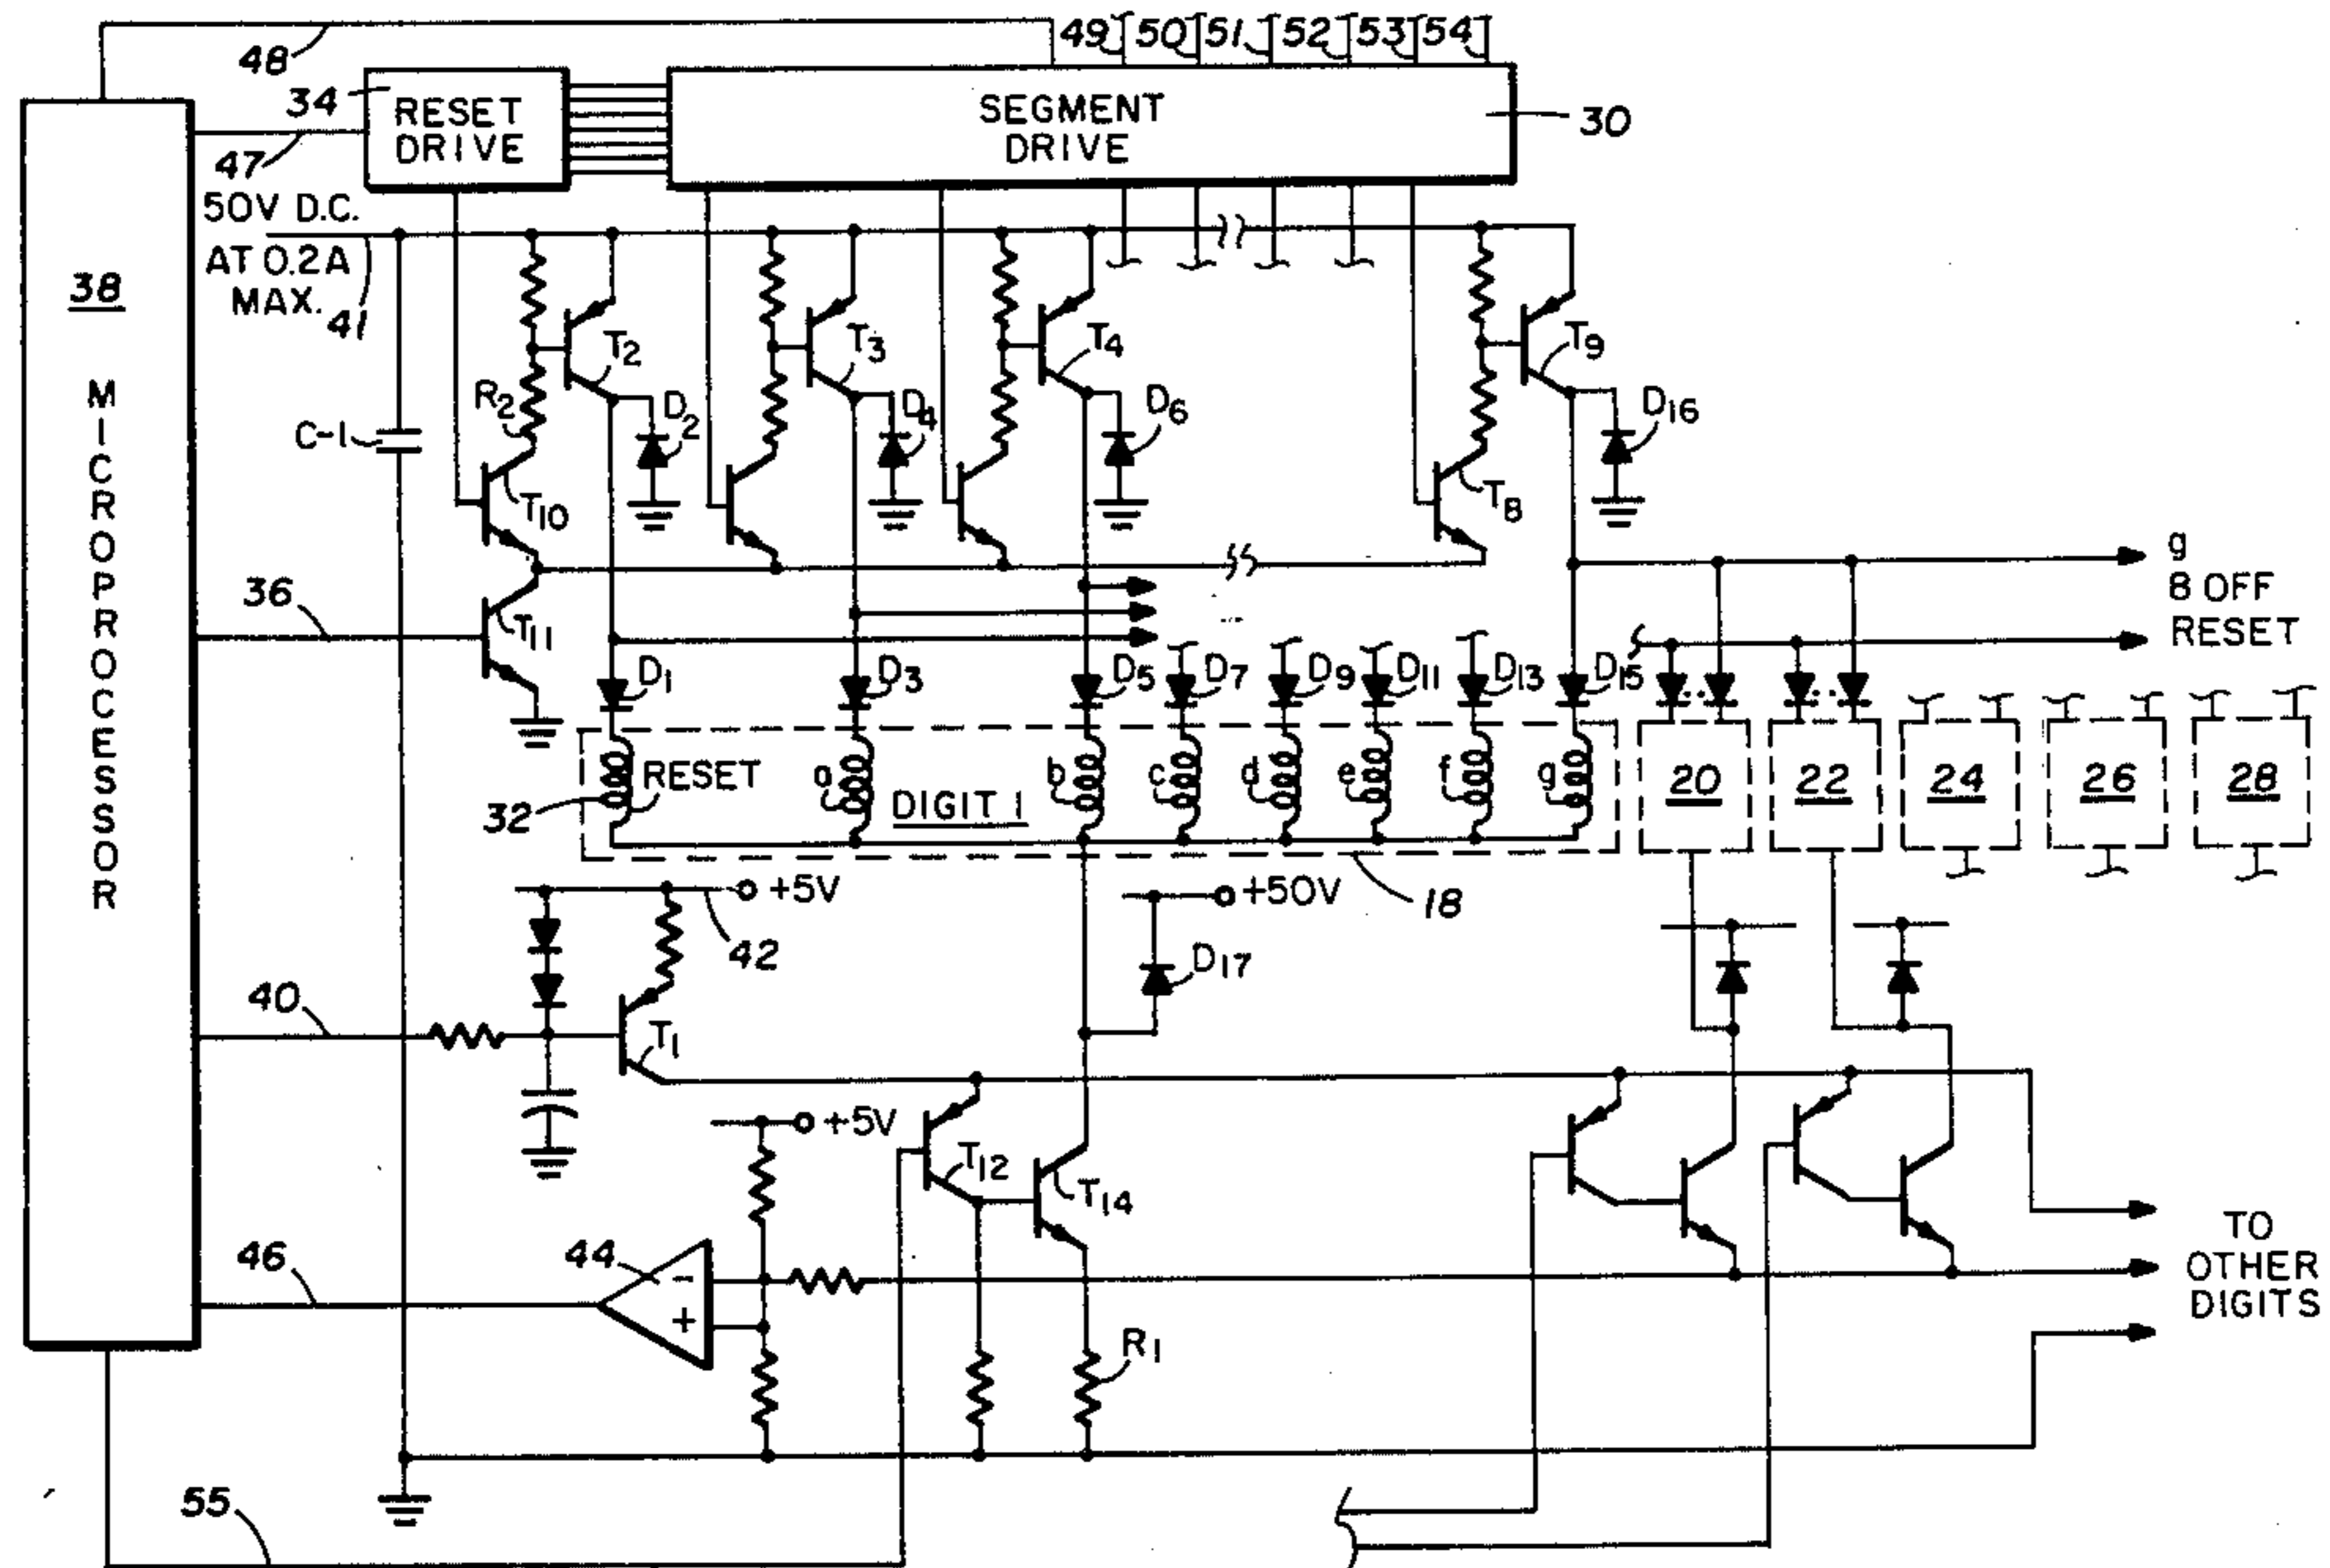 48
49 50 51 52 53 54
34
RESET
DRIVE
SEGMENT
DRIVE
30
47
50V D.C.
AT 0.2A
MAX.
41
38
MICROPROCESSOR
T2
T3
T4
T9
R2
D2
D4
D6
D16
C-1
T10
T8
36
T11
g
8 OFF
RESET
D1
D3
D5
D7
D9
D11
D13
D15
32
RESET
a
DIGIT 1
b
c
d
e
f
g
20
22
24
26
28
18
+5V
42
+50V
D17
40
T1
+5V
T12
T14
46
44
-
+
R1
TO
OTHER
DIGITS
55